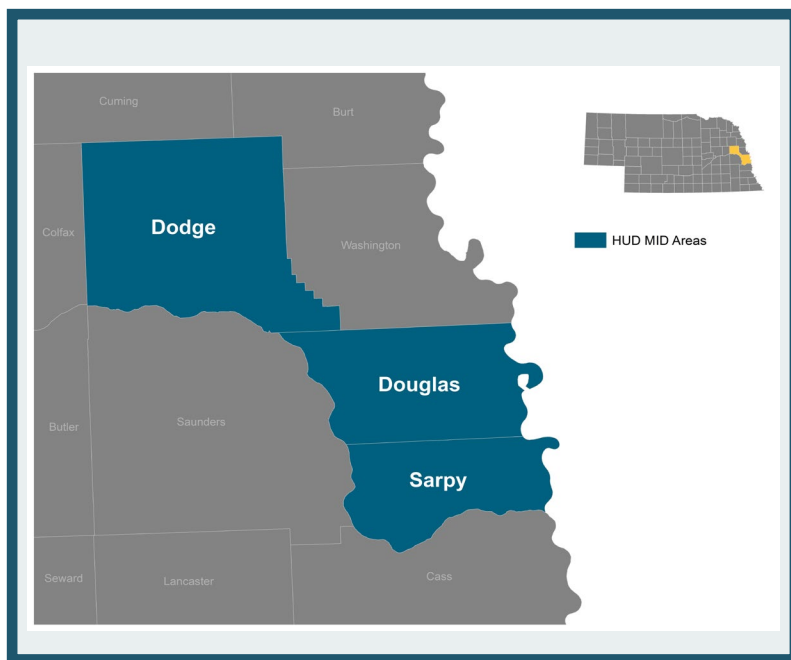 Cuming
Burt
Dodge
Colfax
Washington
HUD MID Areas
Douglas
Saunders
Butler
Sarpy
Seward
Lancaster
Cass